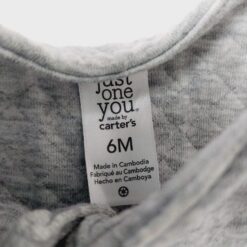 just
one
you.
made by
carter's
6M
Made in Cambodia
Fabriqué au Cambodge
Hecho en Camboya